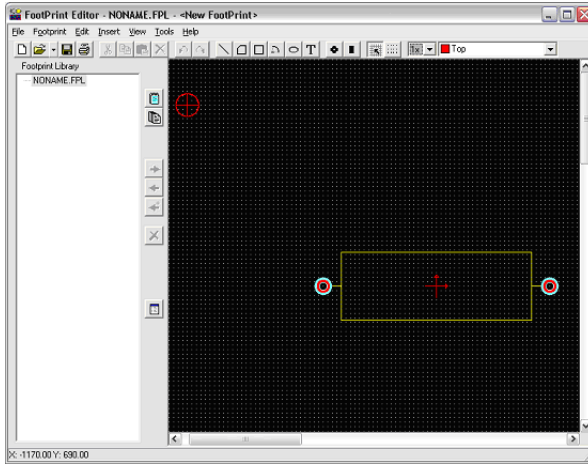 FootPrint Editor - NONAME.FPL - <New FootPrint>
File Footprint Edit Insert View Tools Help
T 1x Top
Footprint Library
NONAME.FPL
X: -1170.00 Y: 690.00